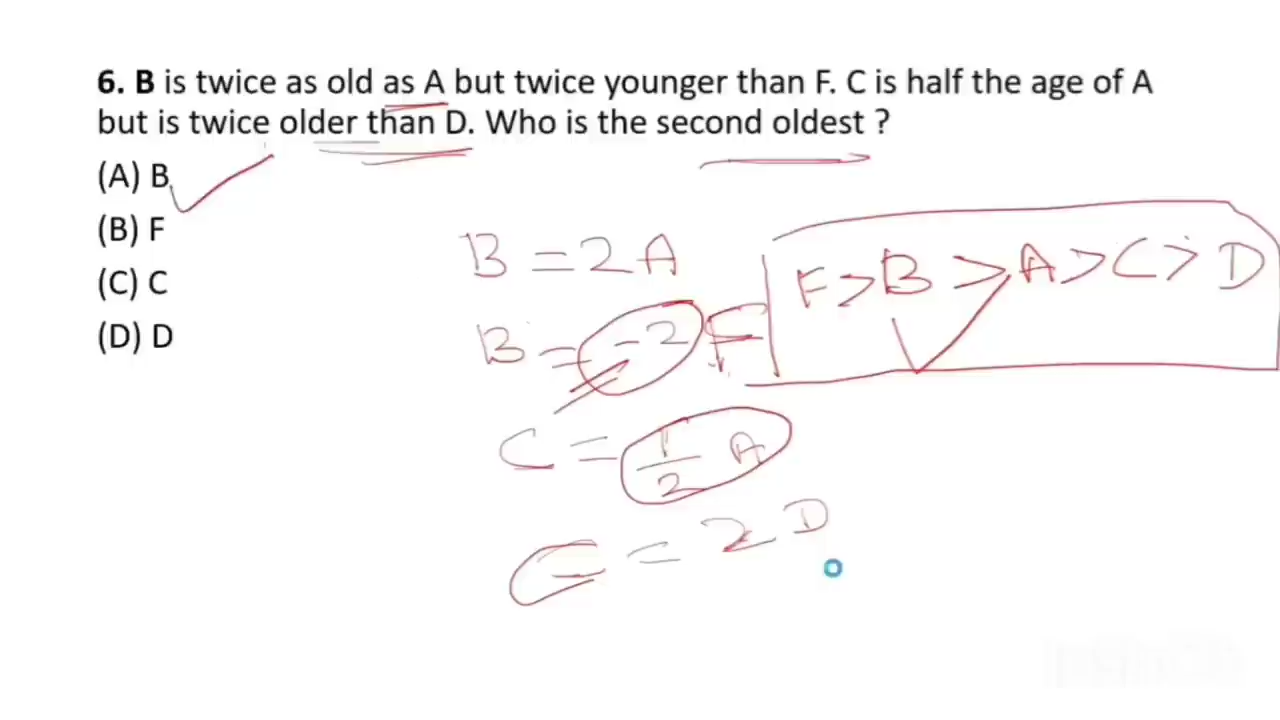 6. B is twice as old as A but twice younger than F. C is half the age of A
but is twice older than D. Who is the second oldest ?
(A) B
(B) F
(C) C
(D) D
B = 2A
B = -2 F
C = 1/2 A
C = 2D
F > B > A > C > D